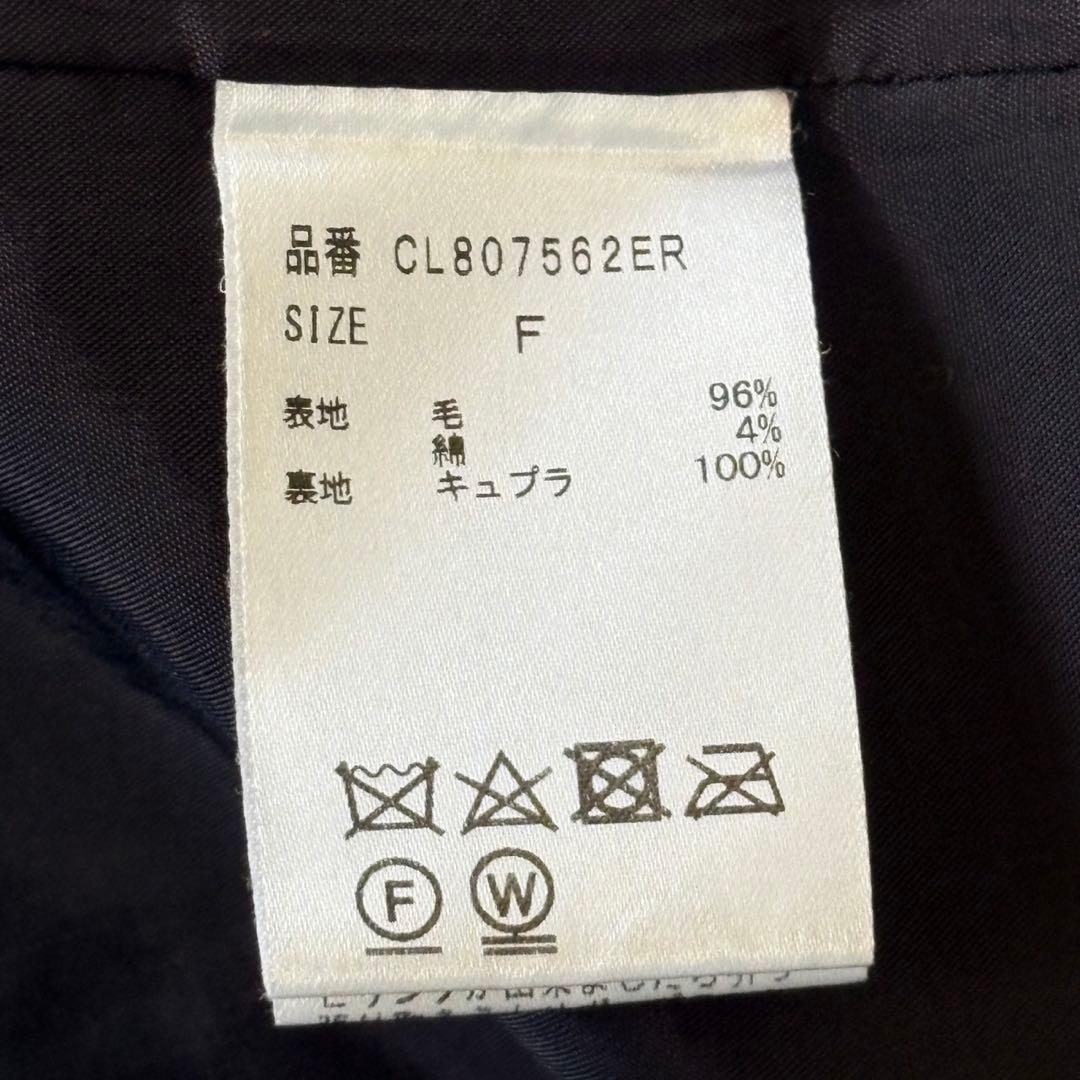 品番 CL807562ER
SIZE F
表地 毛 96%
綿 4%
裏地 キュプラ 100%
F W